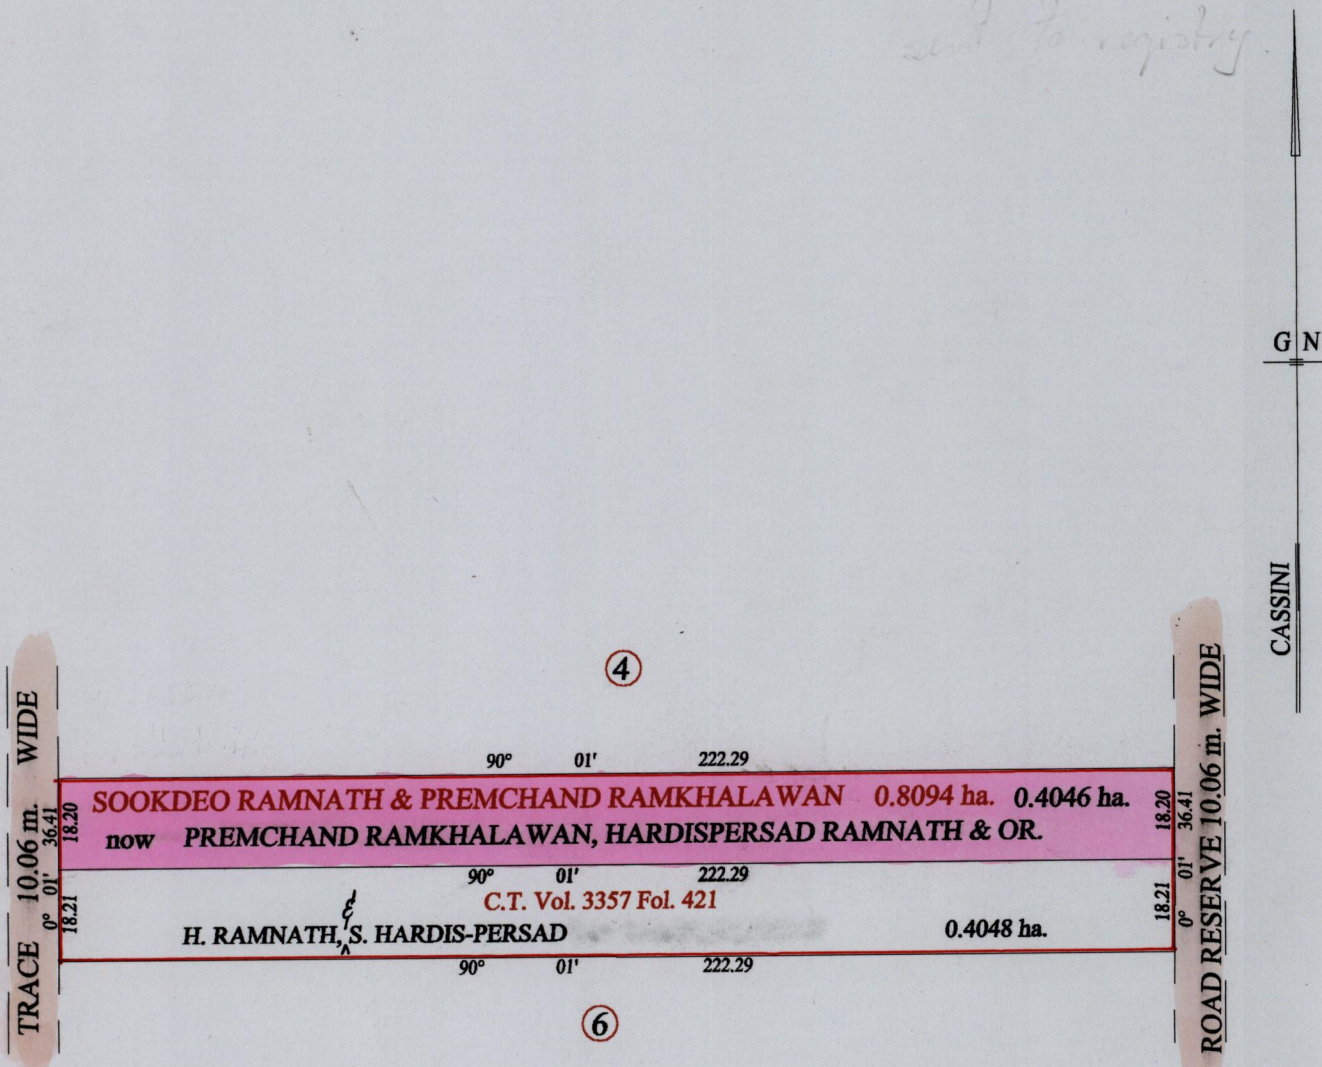 sent to registry.
G N
CASSINI
4
90° 01' 222.29
SOOKDEO RAMNATH & PREMCHAND RAMKHALAWAN 0.8094 ha. 0.4046 ha.
now PREMCHAND RAMKHALAWAN, HARDISPERSAD RAMNATH & OR.
90° 01' 222.29
C.T. Vol. 3357 Fol. 421
&
H. RAMNATH, S. HARDIS-PERSAD 0.4048 ha.
90° 01' 222.29
6
TRACE 10.06 m. WIDE
0° 01' 36.41
18.21 18.20
18.21 18.20
0° 01' 36.41
ROAD RESERVE 10.06 m. WIDE